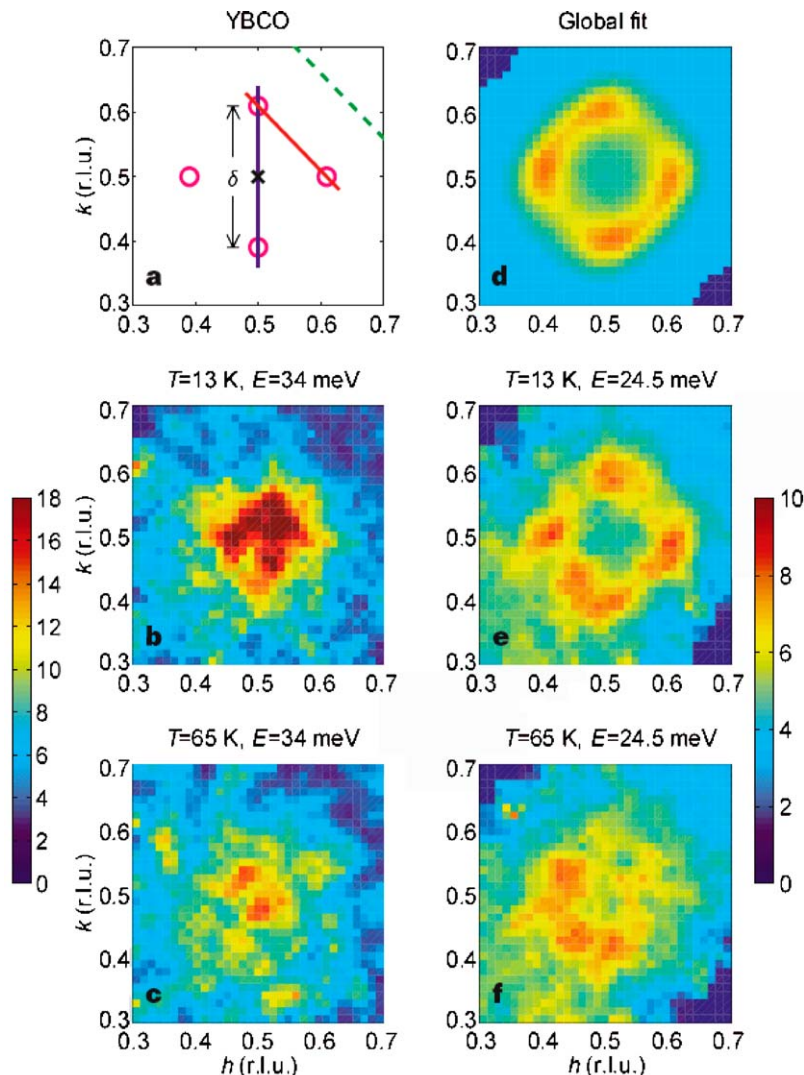 YBCO
Global fit
0.7
0.6
0.5
0.4
0.3
k (r.l.u.)
δ
a
0.3 0.4 0.5 0.6 0.7
0.7
0.6
0.5
0.4
0.3
k (r.l.u.)
d
0.3 0.4 0.5 0.6 0.7
T=13 K, E=34 meV
T=13 K, E=24.5 meV
0.7
0.6
0.5
0.4
0.3
k (r.l.u.)
b
0.3 0.4 0.5 0.6 0.7
0.7
0.6
0.5
0.4
0.3
k (r.l.u.)
e
0.3 0.4 0.5 0.6 0.7
18
16
14
12
10
8
6
4
2
0
10
8
6
4
2
0
T=65 K, E=34 meV
T=65 K, E=24.5 meV
0.7
0.6
0.5
0.4
0.3
k (r.l.u.)
c
0.3 0.4 0.5 0.6 0.7
h (r.l.u.)
0.7
0.6
0.5
0.4
0.3
k (r.l.u.)
f
0.3 0.4 0.5 0.6 0.7
h (r.l.u.)